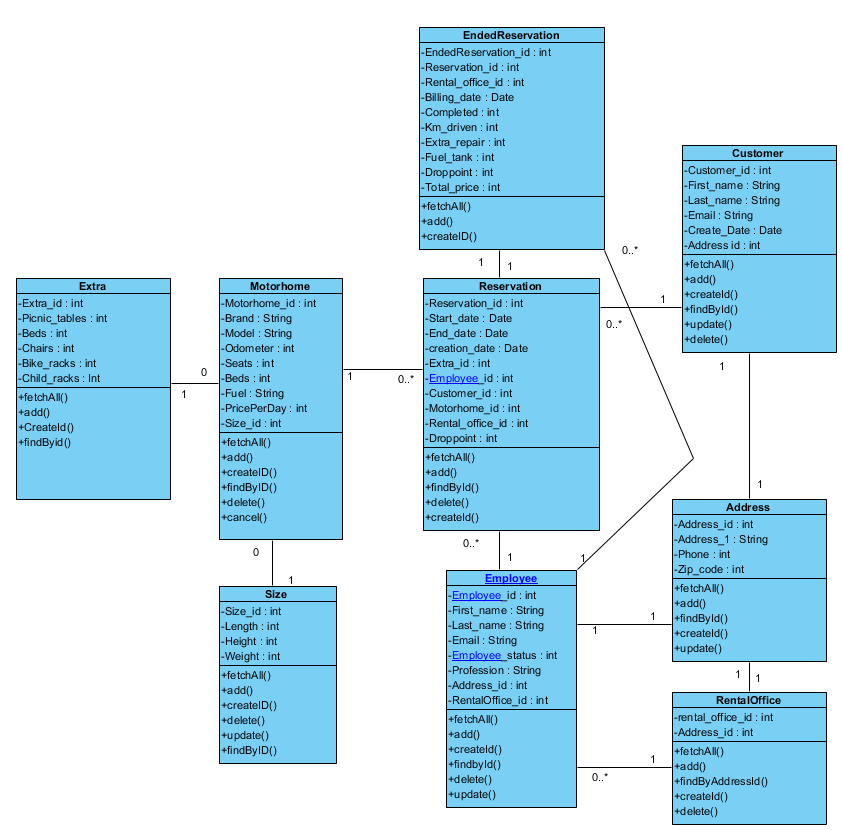 EndedReservation
-EndedReservation_id : int
-Reservation_id : int
-Rental_office_id : int
-Billing_date : Date
-Completed : int
-Km_driven : int
-Extra_repair : int
-Fuel_tank : int
-Droppoint : int
-Total_price : int
+fetchAll()
+add()
+createID()
Customer
-Customer_id : int
-First_name : String
-Last_name : String
-Email : String
-Create_Date : Date
-Address id : int
+fetchAll()
+add()
+createId()
+findById()
+update()
+delete()
0..*
1
1
Extra
-Extra_id : int
-Picnic_tables : int
-Beds : int
-Chairs : int
-Bike_racks : int
-Child_racks : Int
+fetchAll()
+add()
+CreateId()
+findByid()
0
1
Motorhome
-Motorhome_id : int
-Brand : String
-Model : String
-Odometer : int
-Seats : int
-Beds : int
-Fuel : String
-PricePerDay : int
-Size_id : int
+fetchAll()
+add()
+createID()
+findByID()
+delete()
+cancel()
1
0..*
Reservation
-Reservation_id : int
-Start_date : Date
-End_date : Date
-creation_date : Date
-Extra_id : int
-Employee_id : int
-Customer_id : int
-Motorhome_id : int
-Rental_office_id : int
-Droppoint : int
+fetchAll()
+add()
+findById()
+delete()
+createId()
1
0..*
1
1
0..*
1
1
0
1
Size
-Size_id : int
-Length : int
-Height : int
-Weight : int
+fetchAll()
+add()
+createID()
+delete()
+update()
+findByID()
Employee
-Employee_id : int
-First_name : String
-Last_name : String
-Email : String
-Employee_status : int
-Profession : String
-Address_id : int
-RentalOffice_id : int
+fetchAll()
+add()
+createId()
+findbyId()
+delete()
+update()
1
1
Address
-Address_id : int
-Address_1 : String
-Phone : int
-Zip_code : int
+fetchAll()
+add()
+findById()
+createId()
+update()
1
1
1
0..*
RentalOffice
-rental_office_id : int
-Address_id : int
+fetchAll()
+add()
+findByAddressId()
+createId()
+delete()